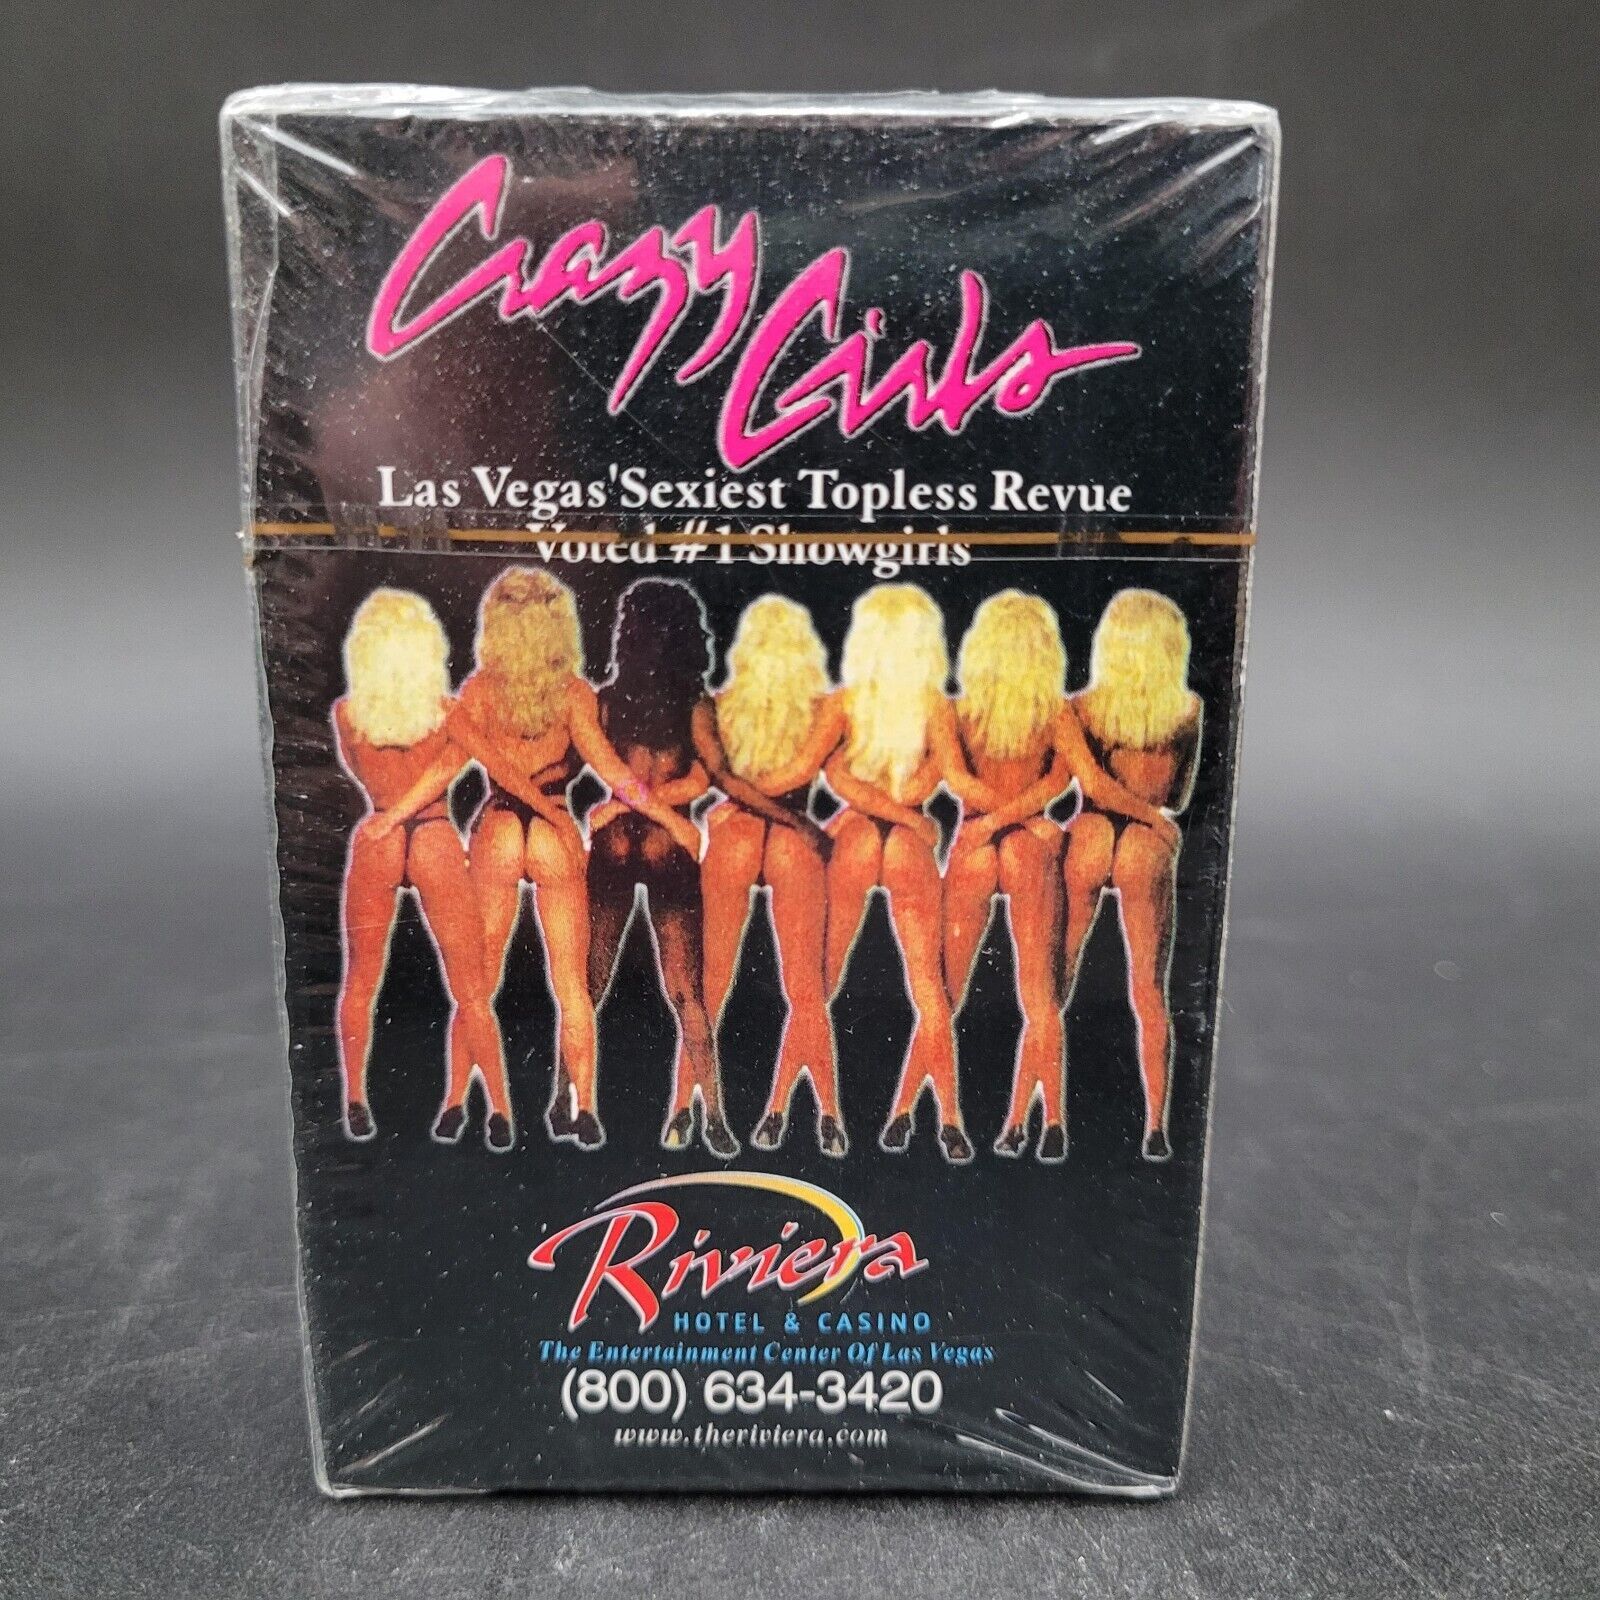 Crazy Girls
Las Vegas' Sexiest Topless Revue
Voted #1 Showgirls
Riviera
HOTEL & CASINO
The Entertainment Center Of Las Vegas
(800) 634-3420
www.theriviera.com